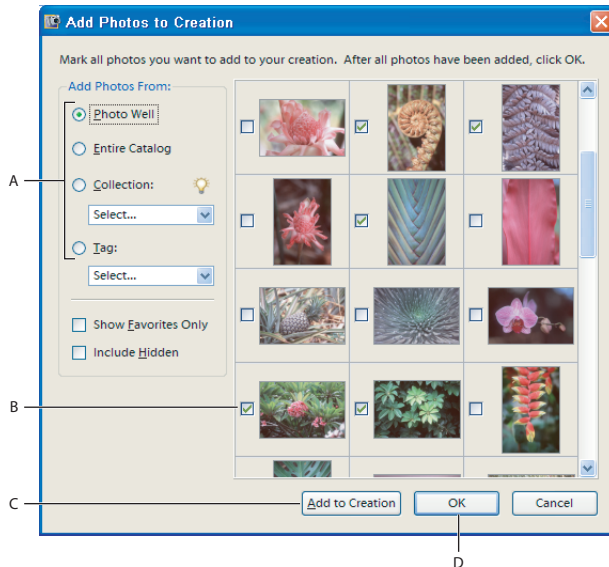 Add Photos to Creation
Mark all photos you want to add to your creation. After all photos have been added, click OK.
Add Photos From:
Photo Well
Entire Catalog
A
Collection:
Select...
Tag:
Select...
Show Favorites Only
Include Hidden
B
C
Add to Creation
OK
Cancel
D